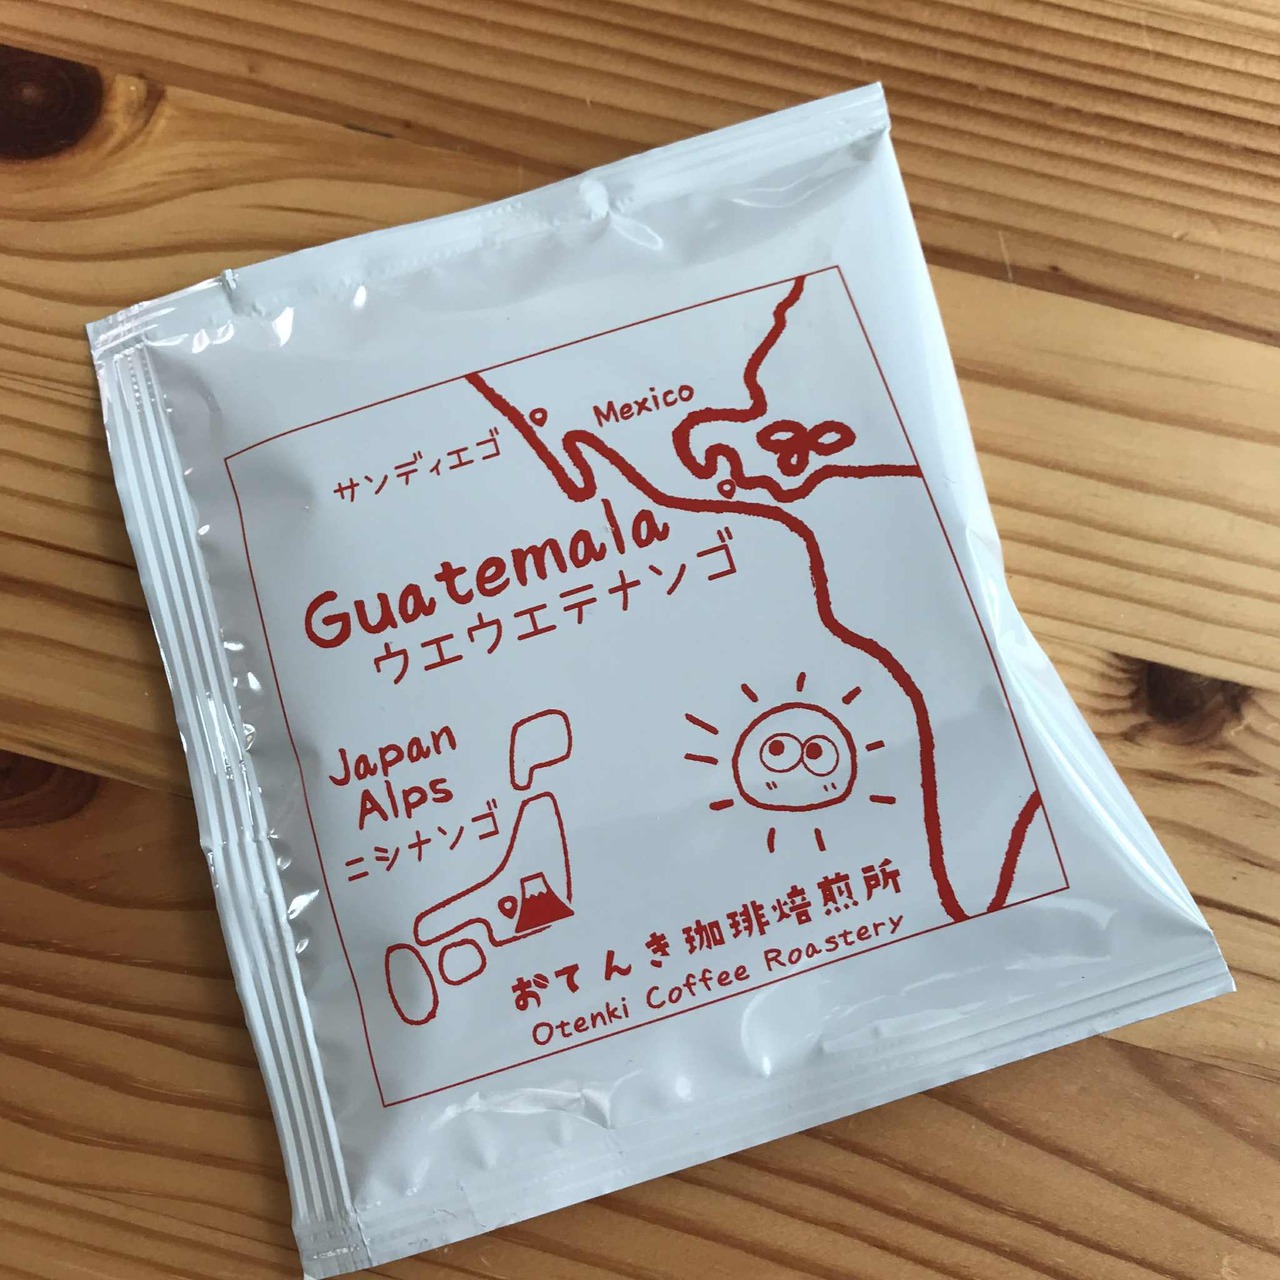 Mexico
サンディエゴ
Guatemala
ウエウエテナンゴ
Japan
Alps
ニシナンゴ
おてんき珈琲焙煎所
Otenki Coffee Roastery